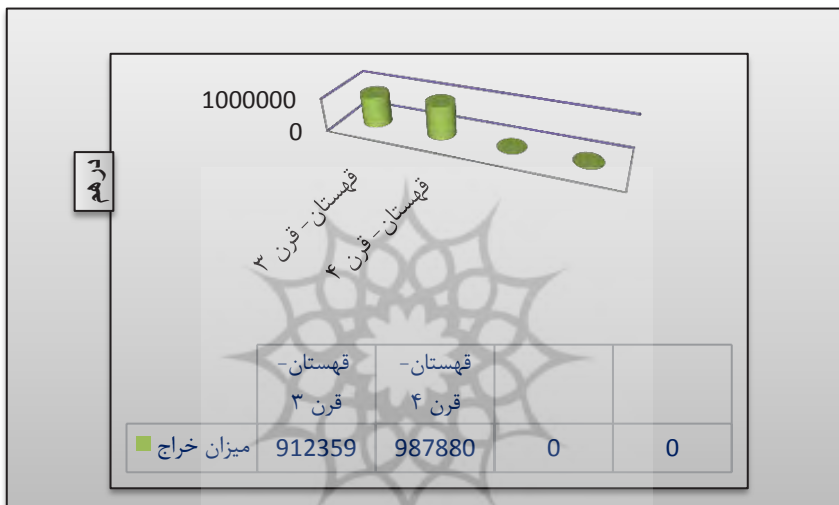 1000000
0
درهم
قهستان- قرن ۳
قهستان- قرن ۴
قهستان-
قرن ۳
قهستان-
قرن ۴
میزان خراج 912359 987880 0 0